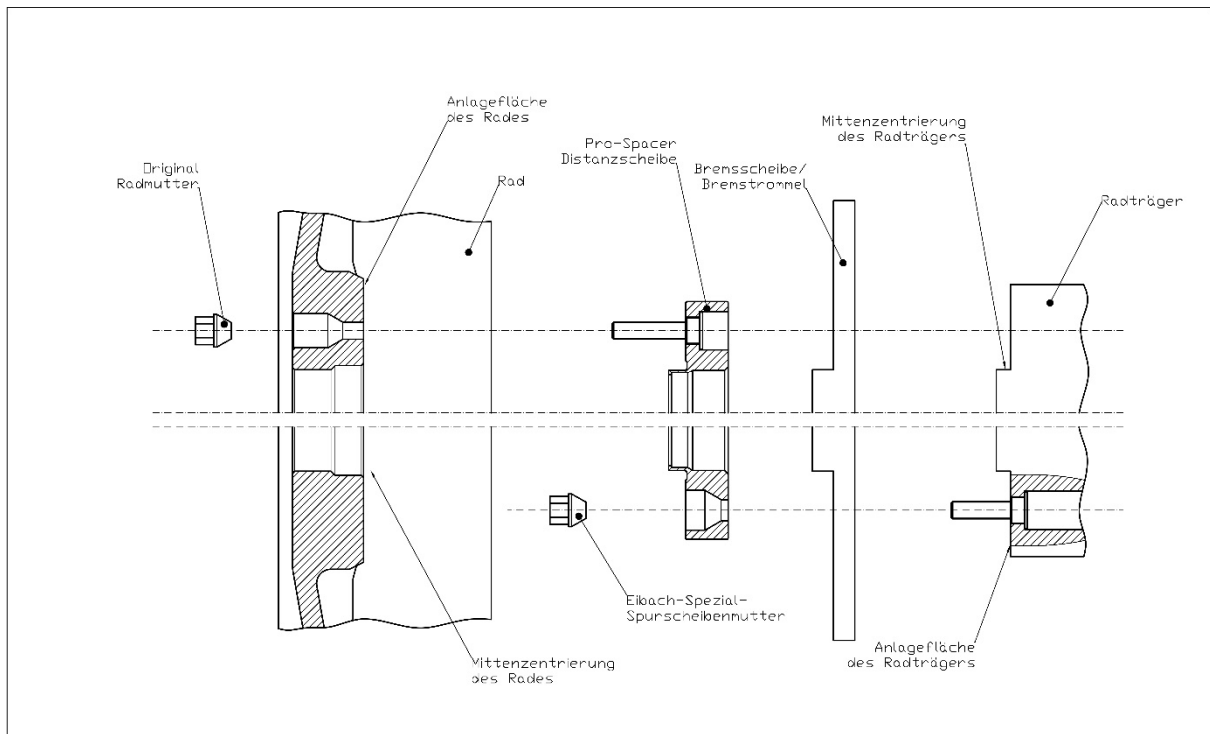 Anlagefläche
des Rades
Original
Radmutter
Rad
Pro-Spacer
Distanzscheibe
Bremsscheibe/
Bremstrommel
Mittenzentrierung
des Radträgers
Radträger
Eibach-Spezial-
Spurscheibenmutter
Mittenzentrierung
des Rades
Anlagefläche
des Radträgers